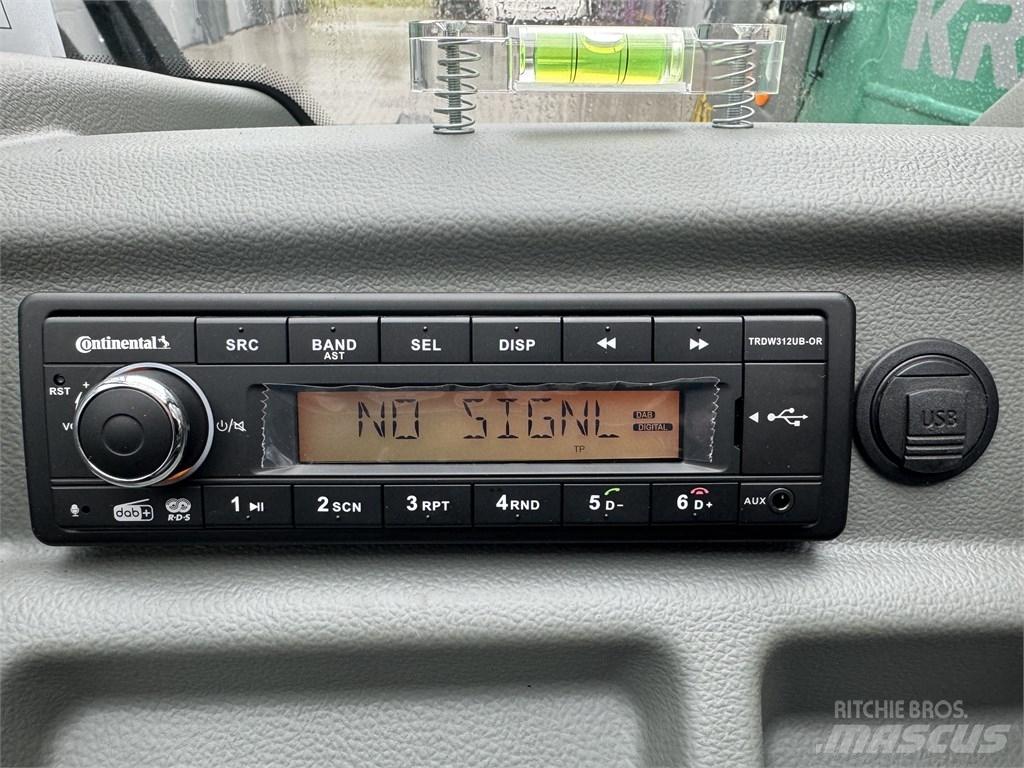 KR
Continental
SRC
BAND
AST
SEL
DISP
TRDW312UB-OR
RST
+
NO SIGNL
DAB
DIGITAL
TP
USB
dab+
R·D·S
1
2 SCN
3 RPT
4 RND
5 D-
6 D+
AUX
RITCHIE BROS.
MASCUS